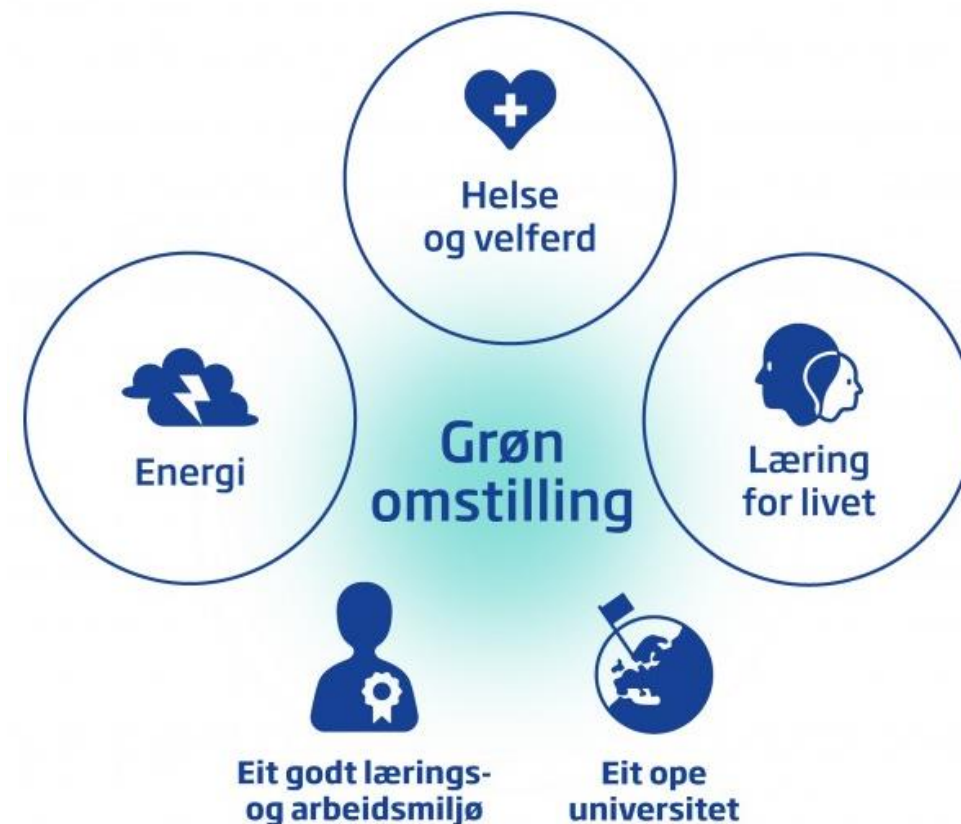 Helse
og velferd
Energi
Grøn
omstilling
Læring
for livet
Eit godt lærings-
og arbeidsmiljø
Eit ope
universitet